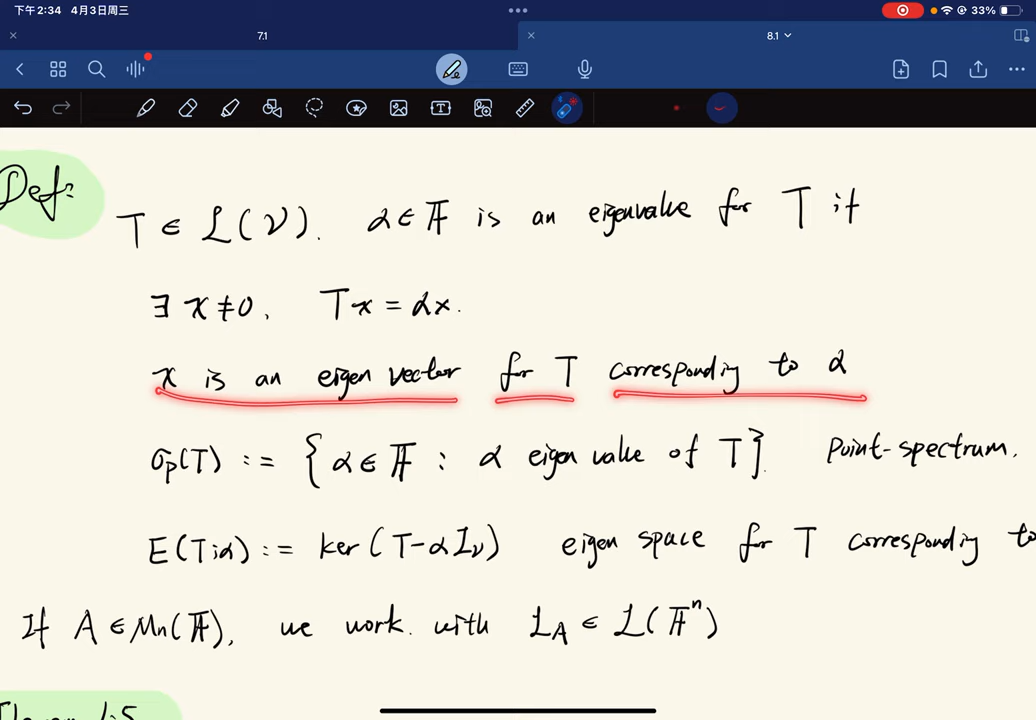 下午2:34 4月3日周三
33%
7.1
8.1
Def:
T ∈ L(V). α ∈ F is an eigenvalue for T if
∃ x ≠ 0, Tx = αx.
x is an eigen vector for T corresponding to α
σp(T) := {α ∈ F : α eigen value of T}. Point-spectrum.
E(T;α) := ker(T-αIv) eigen space for T corresponding to
If A ∈ Mn(F), we work. with LA ∈ L(Fⁿ)